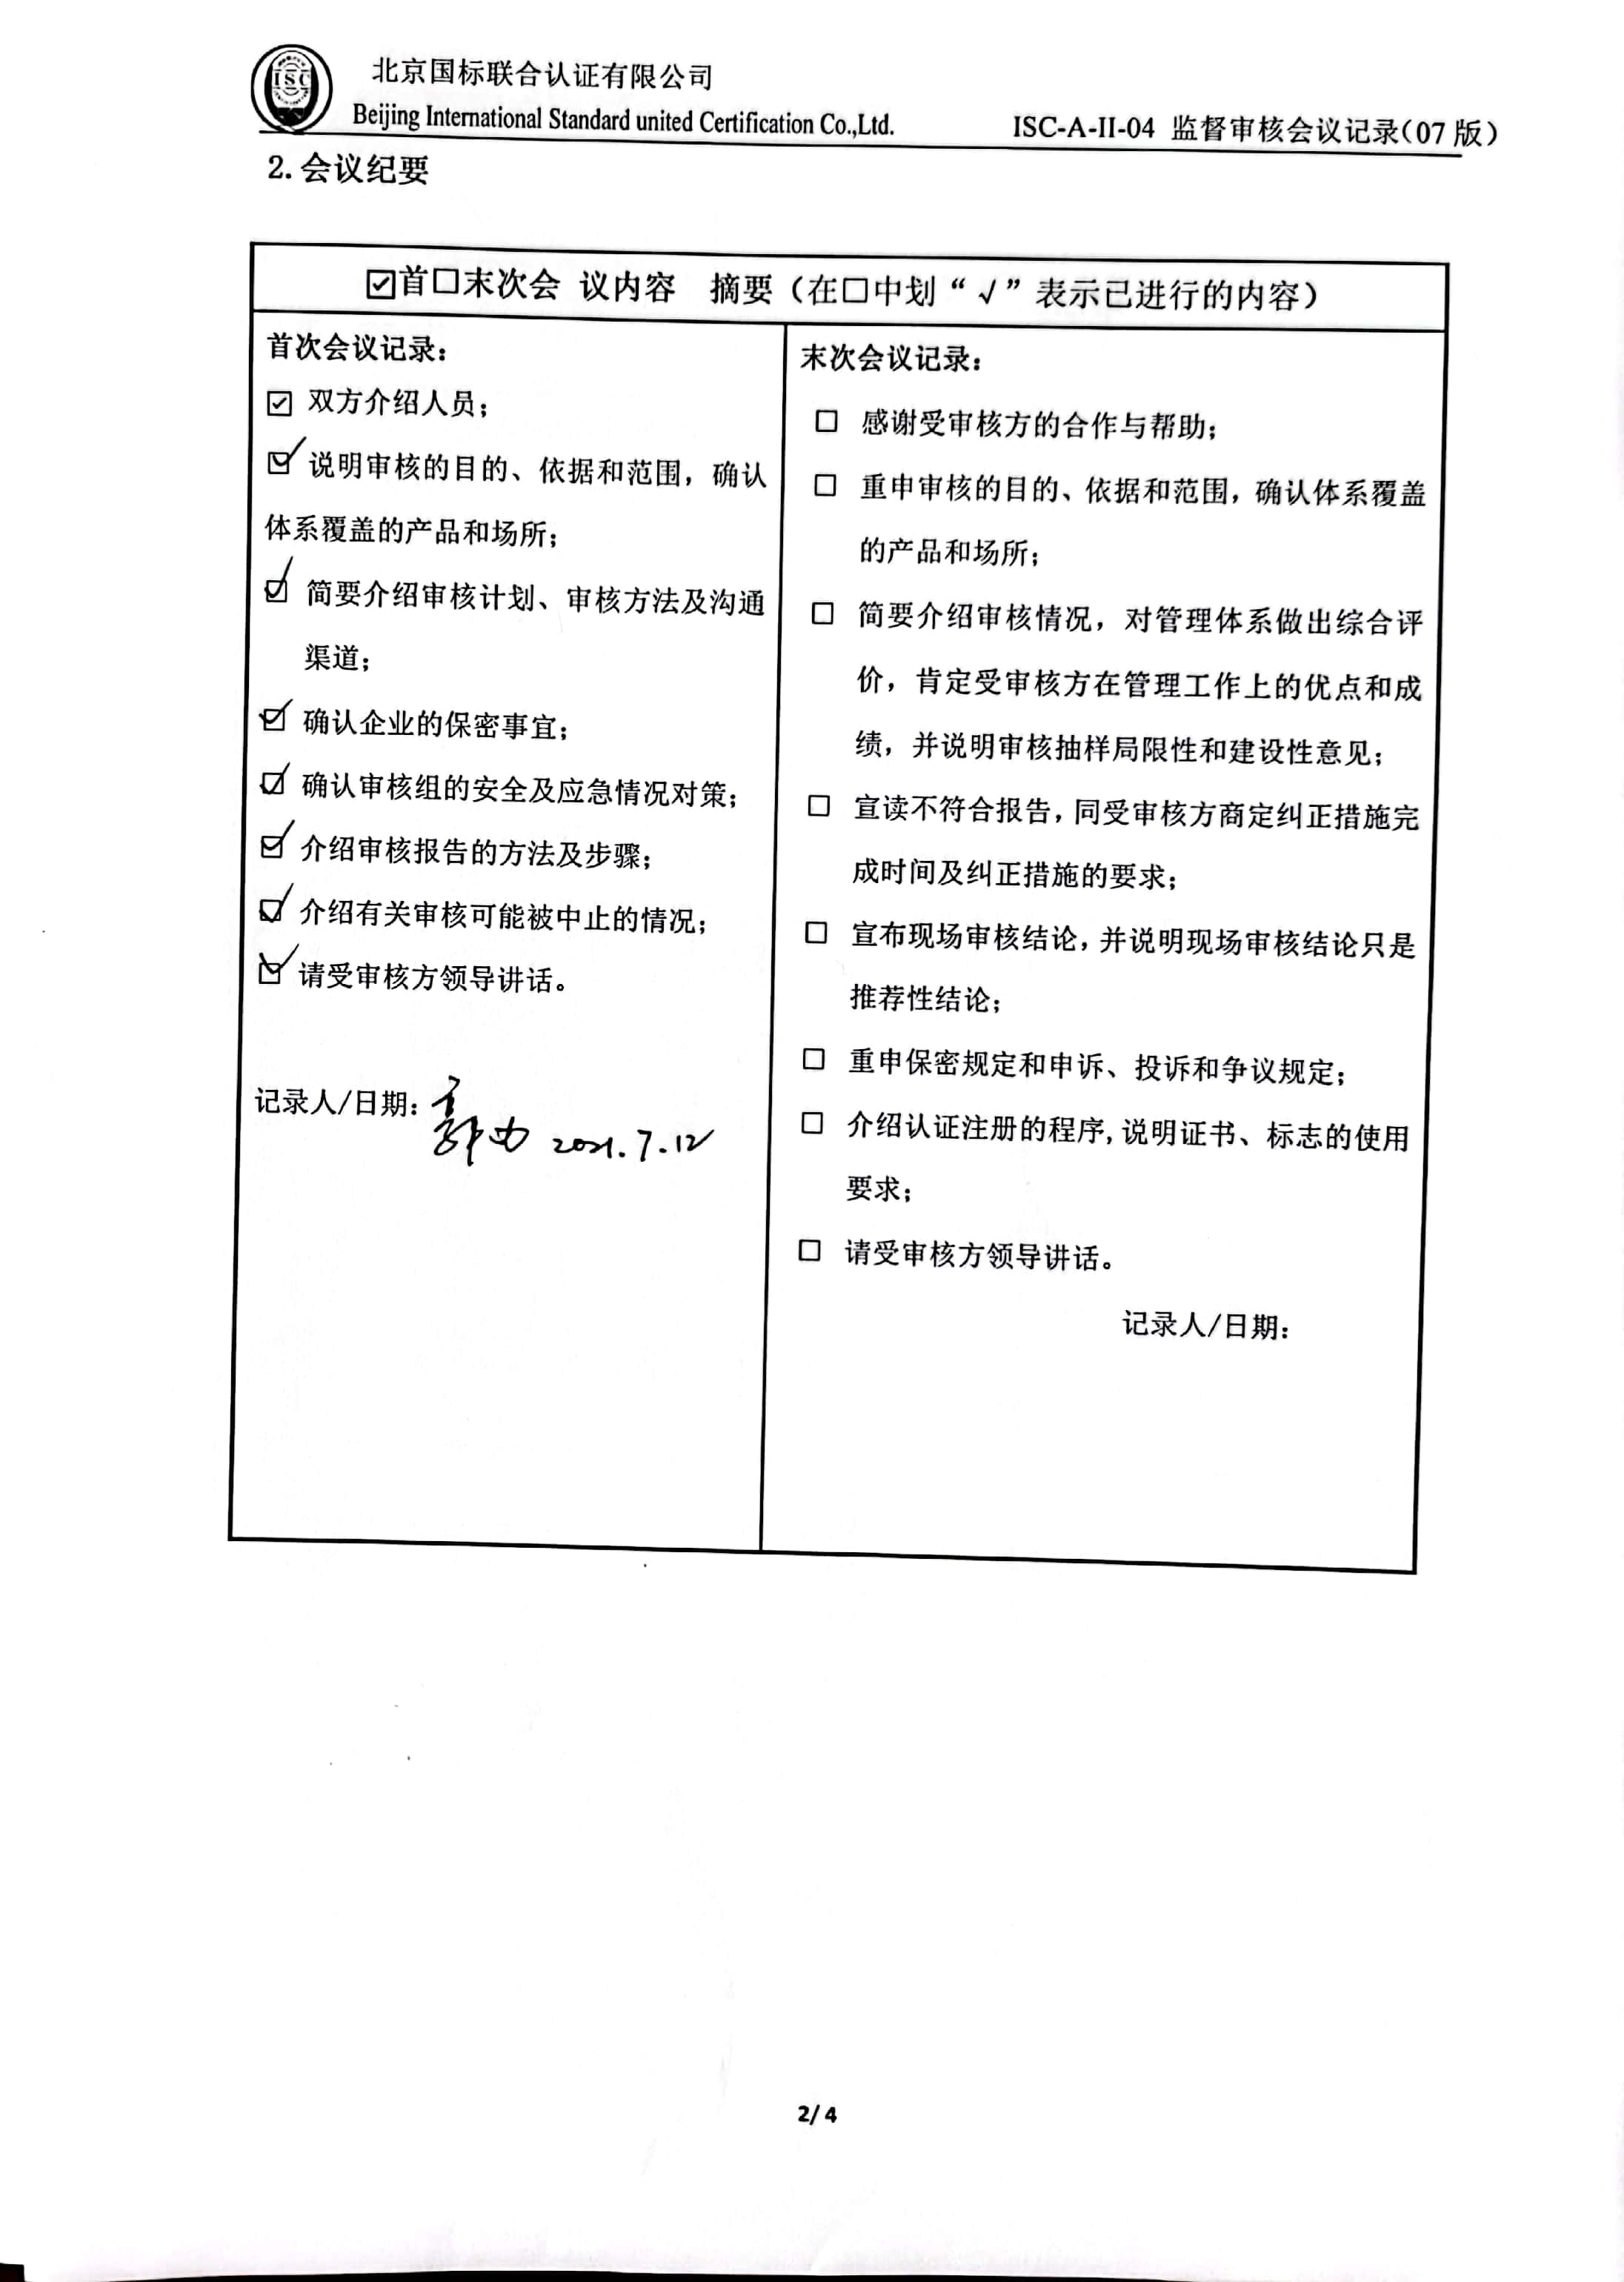 ISC
北京国标联合认证有限公司
Beijing International Standard united Certification Co.,Ltd.
ISC-A-II-04 监督审核会议记录(07版)
2.会议纪要
☑首□末次会 议内容 摘要（在□中划“√”表示已进行的内容）
首次会议记录：
☑ 双方介绍人员；
☑ 说明审核的目的、依据和范围，确认
体系覆盖的产品和场所；
☑ 简要介绍审核计划、审核方法及沟通
渠道；
☑ 确认企业的保密事宜；
☑ 确认审核组的安全及应急情况对策；
☑ 介绍审核报告的方法及步骤；
☑ 介绍有关审核可能被中止的情况；
☑ 请受审核方领导讲话。
记录人/日期： 2021.7.12
末次会议记录：
□ 感谢受审核方的合作与帮助；
□ 重申审核的目的、依据和范围，确认体系覆盖
的产品和场所；
□ 简要介绍审核情况，对管理体系做出综合评
价，肯定受审核方在管理工作上的优点和成
绩，并说明审核抽样局限性和建设性意见；
□ 宣读不符合报告，同受审核方商定纠正措施完
成时间及纠正措施的要求；
□ 宣布现场审核结论，并说明现场审核结论只是
推荐性结论；
□ 重申保密规定和申诉、投诉和争议规定；
□ 介绍认证注册的程序,说明证书、标志的使用
要求；
□ 请受审核方领导讲话。
记录人/日期：
2/ 4